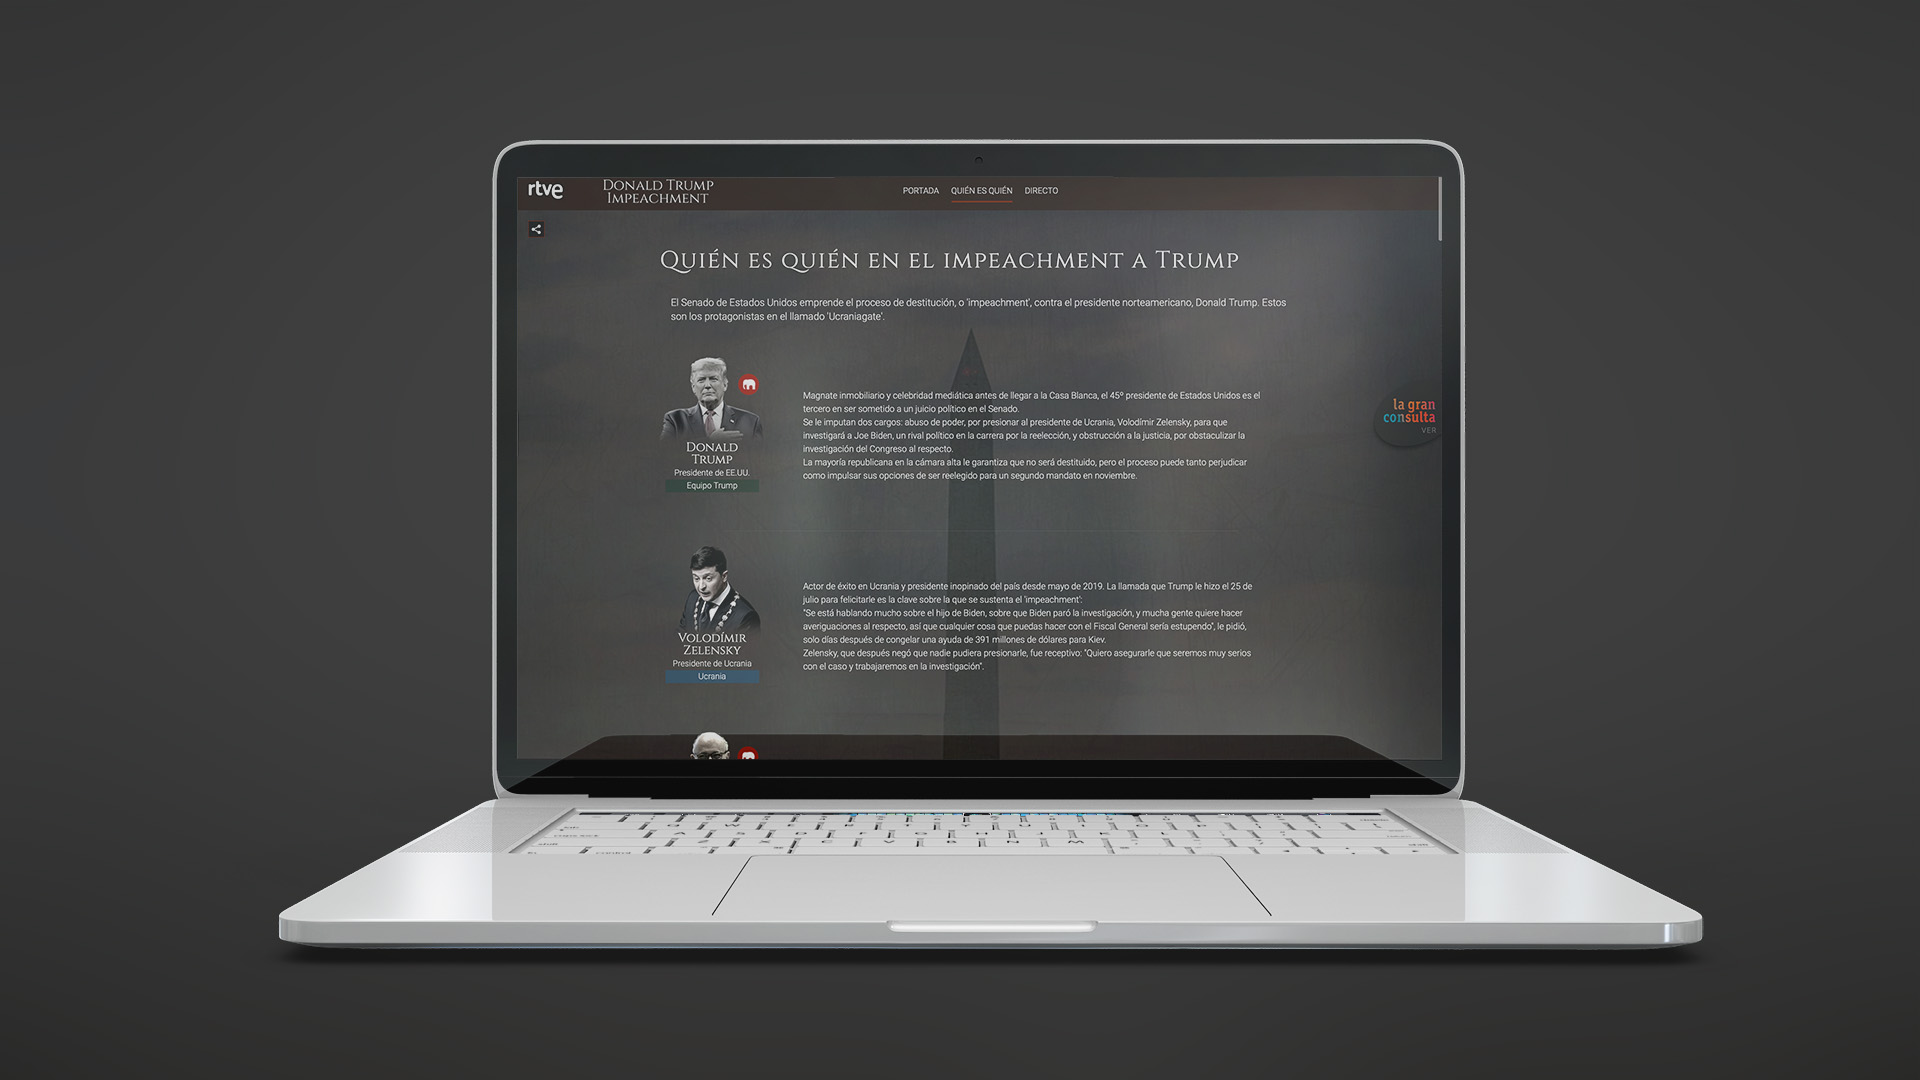 rtve
DONALD TRUMP
IMPEACHMENT
PORTADA QUIÉN ES QUIÉN DIRECTO
QUIÉN ES QUIÉN EN EL IMPEACHMENT A TRUMP
El Senado de Estados Unidos emprende el proceso de destitución, o 'impeachment', contra el presidente norteamericano, Donald Trump. Estos
son los protagonistas en el llamado 'Ucraniagate'.
DONALD
TRUMP
Presidente de EE.UU.
Equipo Trump
Magnate inmobiliario y celebridad mediática antes de llegar a la Casa Blanca, el 45º presidente de Estados Unidos es el
tercero en ser sometido a un juicio político en el Senado.
Se le imputan dos cargos: abuso de poder, por presionar al presidente de Ucrania, Volodímir Zelensky, para que
investigará a Joe Biden, un rival político en la carrera por la reelección, y obstrucción a la justicia, por obstaculizar la
investigación del Congreso al respecto.
La mayoría republicana en la cámara alta le garantiza que no será destituido, pero el proceso puede tanto perjudicar
como impulsar sus opciones de ser reelegido para un segundo mandato en noviembre.
la gran
consulta
VER
VOLODÍMIR
ZELENSKY
Presidente de Ucrania
Ucrania
Actor de éxito en Ucrania y presidente inopinado del país desde mayo de 2019. La llamada que Trump le hizo el 25 de
julio para felicitarle es la clave sobre la que se sustenta el 'impeachment':
"Se está hablando mucho sobre el hijo de Biden, sobre que Biden paró la investigación, y mucha gente quiere hacer
averiguaciones al respecto, así que cualquier cosa que puedas hacer con el Fiscal General sería estupendo", le pidió,
solo días después de congelar una ayuda de 391 millones de dólares para Kiev.
Zelensky, que después negó que nadie pudiera presionarle, fue receptivo: "Quiero asegurarle que seremos muy serios
con el caso y trabajaremos en la investigación".